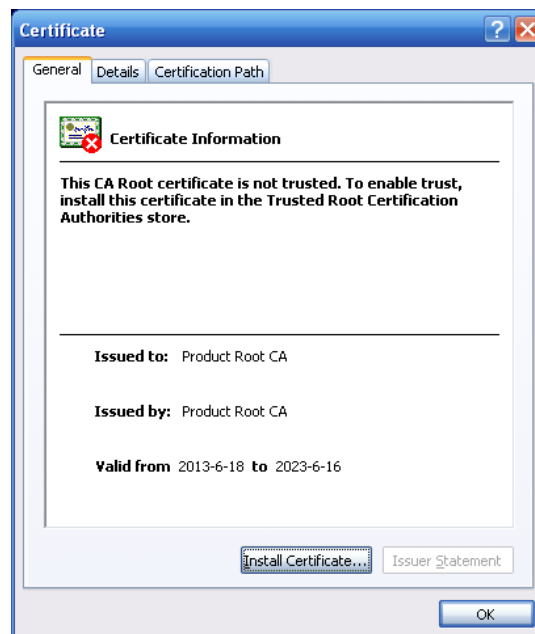 Certificate
General Details Certification Path
Certificate Information
This CA Root certificate is not trusted. To enable trust,
install this certificate in the Trusted Root Certification
Authorities store.
Issued to: Product Root CA
Issued by: Product Root CA
Valid from 2013-6-18 to 2023-6-16
Install Certificate... Issuer Statement
OK